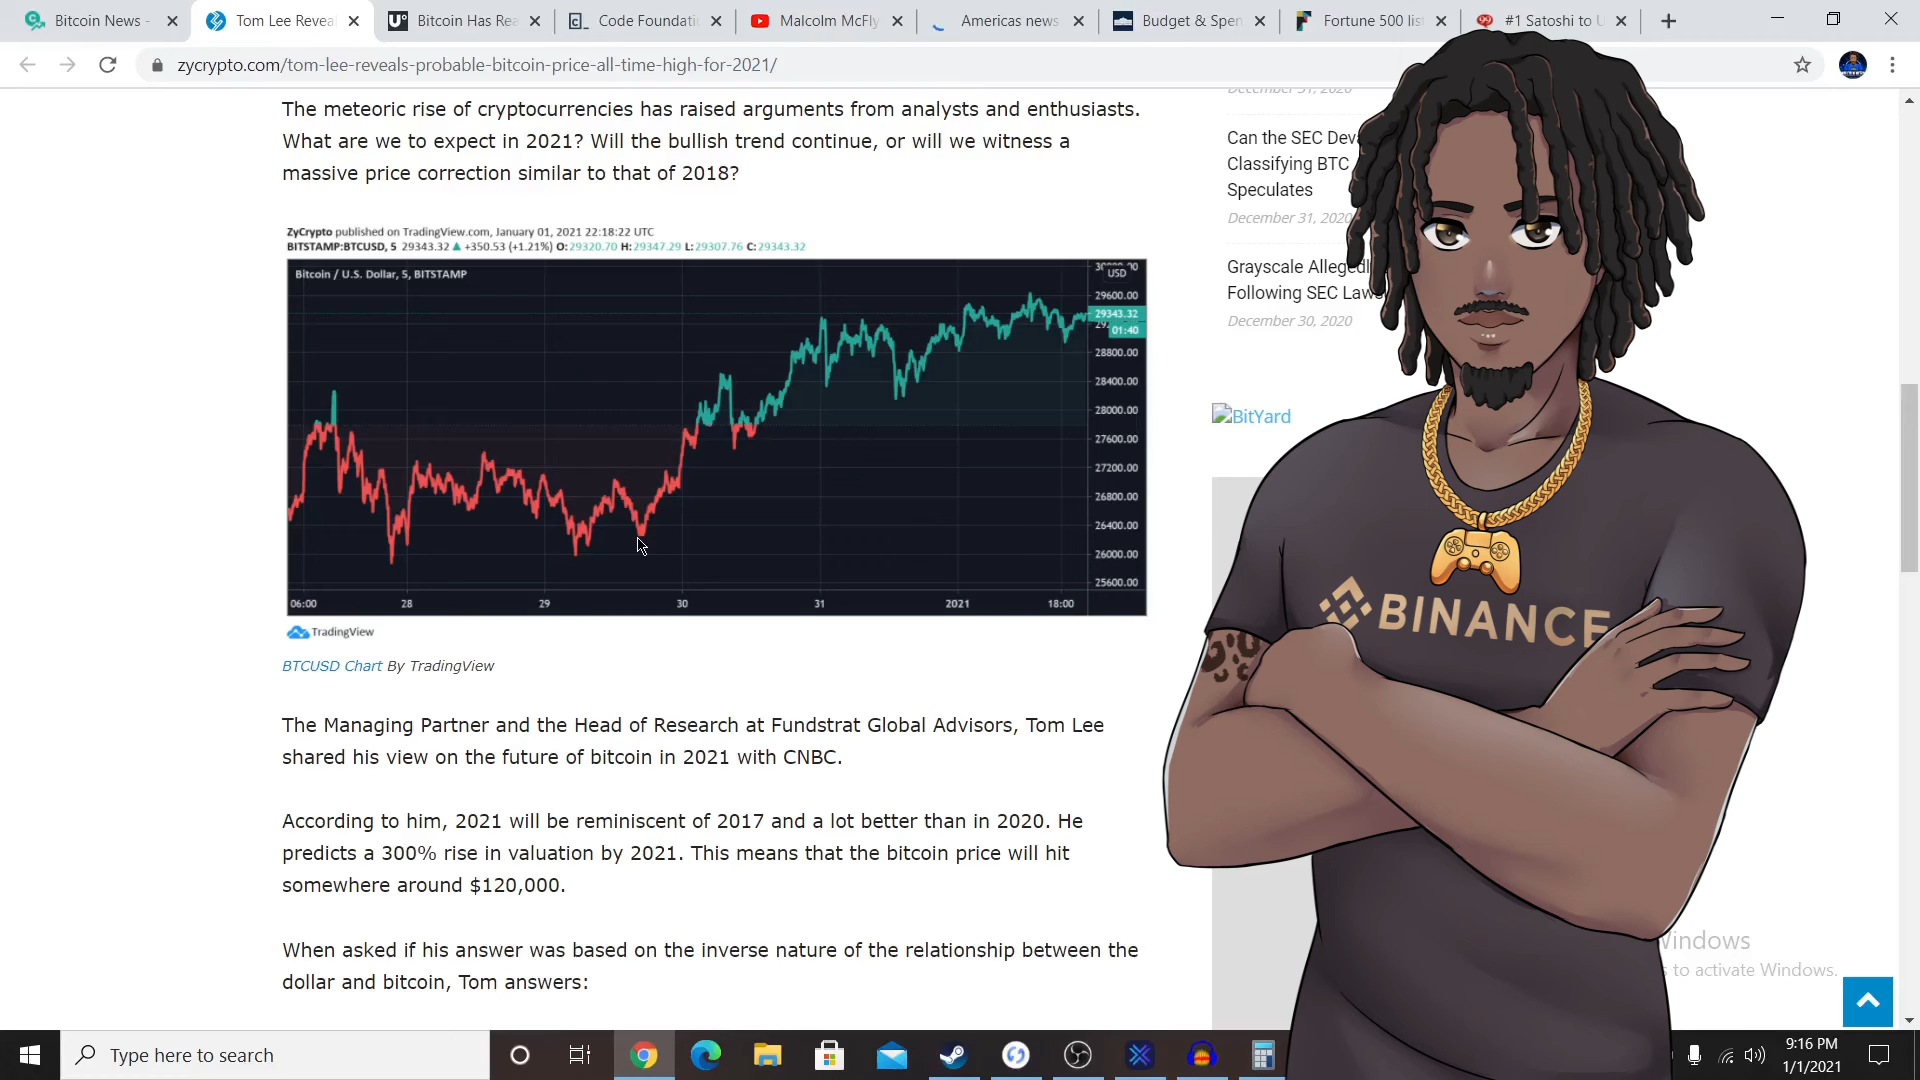 Bitcoin News -
Tom Lee Reveal
Bitcoin Has Rea
Code Foundati
Malcolm McFly
Americas news
Budget & Spen
Fortune 500 list
#1 Satoshi to U
zycrypto.com/tom-lee-reveals-probable-bitcoin-price-all-time-high-for-2021/
The meteoric rise of cryptocurrencies has raised arguments from analysts and enthusiasts.
What are we to expect in 2021? Will the bullish trend continue, or will we witness a
massive price correction similar to that of 2018?
ZyCrypto published on TradingView.com, January 01, 2021 22:18:22 UTC
BITSTAMP:BTCUSD, 5 29343.32 ▲ +350.53 (+1.21%) O:29320.70 H:29347.29 L:29307.76 C:29343.32
Bitcoin / U.S. Dollar, 5, BITSTAMP
USD
29600.00
29343.32
01:40
28800.00
28400.00
28000.00
27600.00
27200.00
26800.00
26400.00
26000.00
25600.00
06:00 28 29 30 31 2021 18:00
TradingView
BTCUSD Chart By TradingView
The Managing Partner and the Head of Research at Fundstrat Global Advisors, Tom Lee
shared his view on the future of bitcoin in 2021 with CNBC.
According to him, 2021 will be reminiscent of 2017 and a lot better than in 2020. He
predicts a 300% rise in valuation by 2021. This means that the bitcoin price will hit
somewhere around $120,000.
When asked if his answer was based on the inverse nature of the relationship between the
dollar and bitcoin, Tom answers:
December 31, 2020
Can the SEC Deva
Classifying BTC
Speculates
December 31, 2020
Grayscale Allegedl
Following SEC Laws
December 30, 2020
BitYard
BINANCE
Windows
s to activate Windows.
Type here to search
9:16 PM
1/1/2021